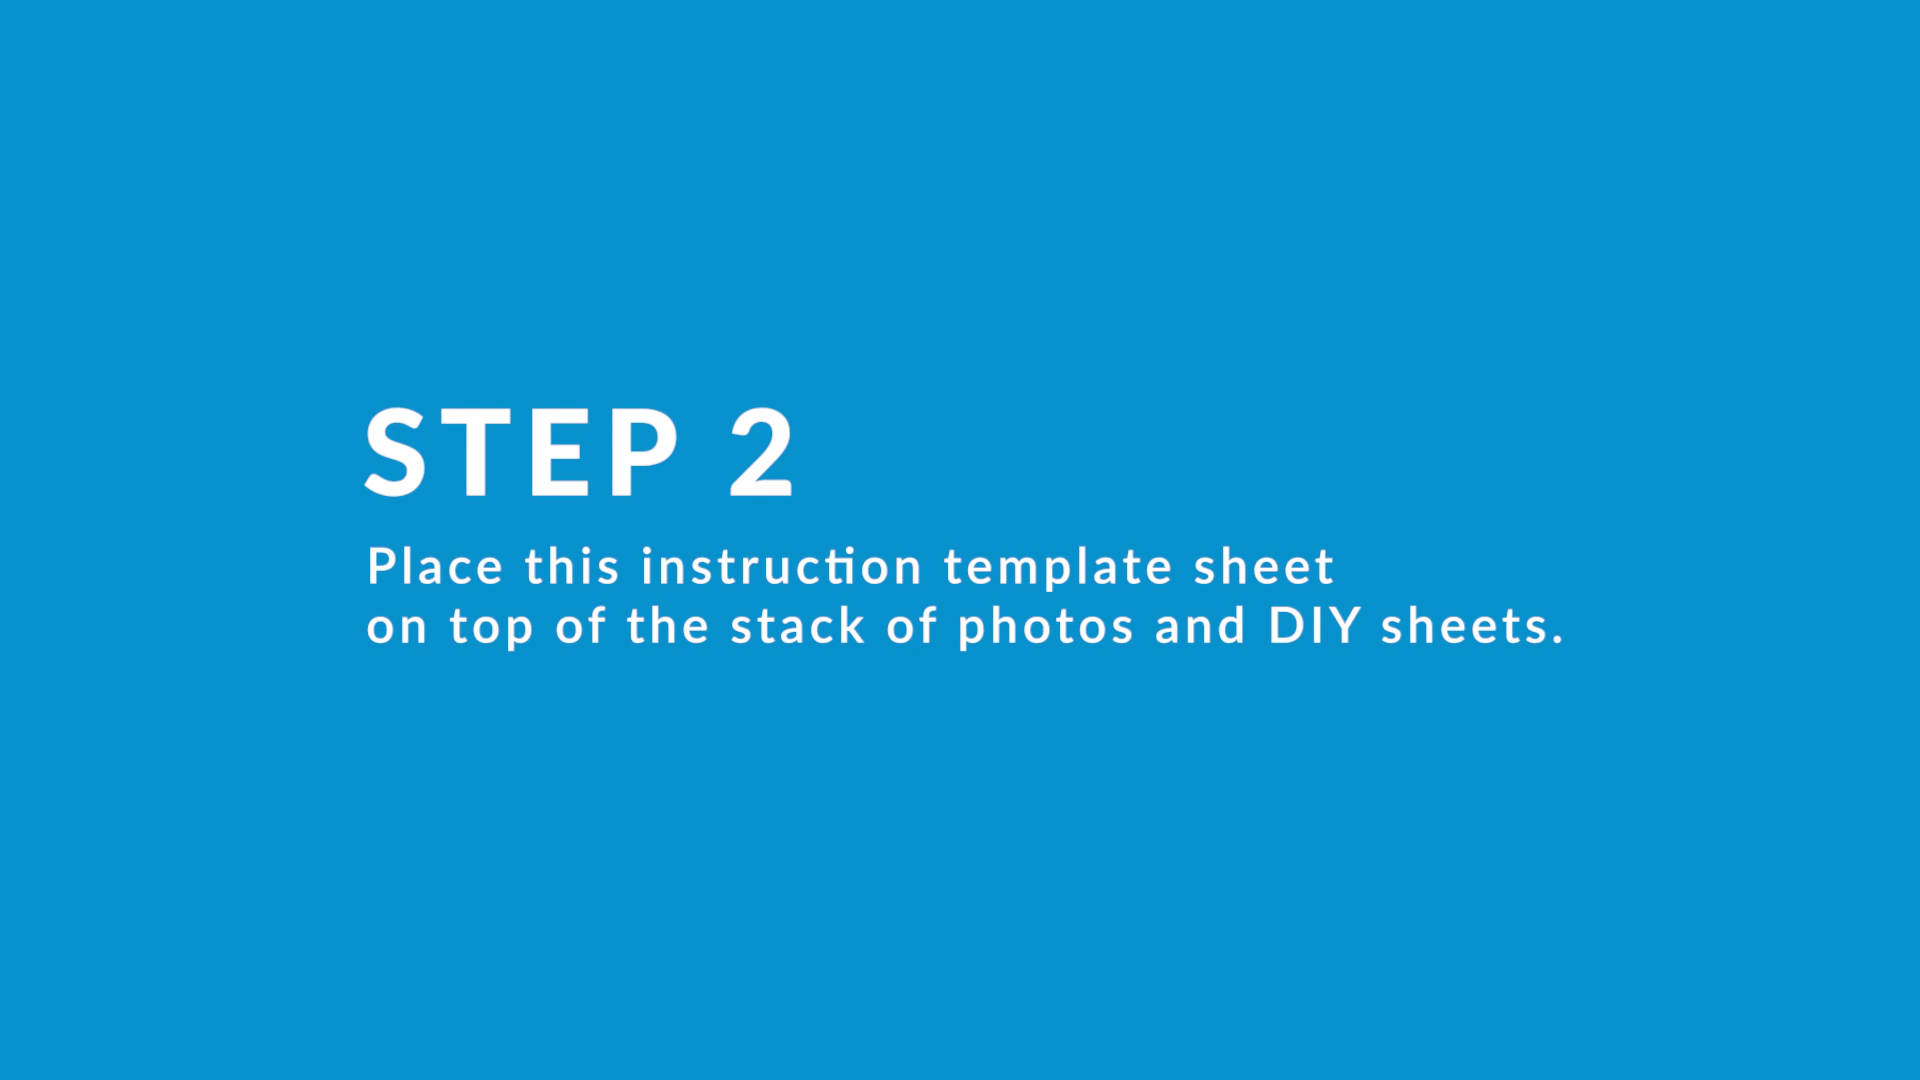 STEP 2
Place this instruction template sheet
on top of the stack of photos and DIY sheets.